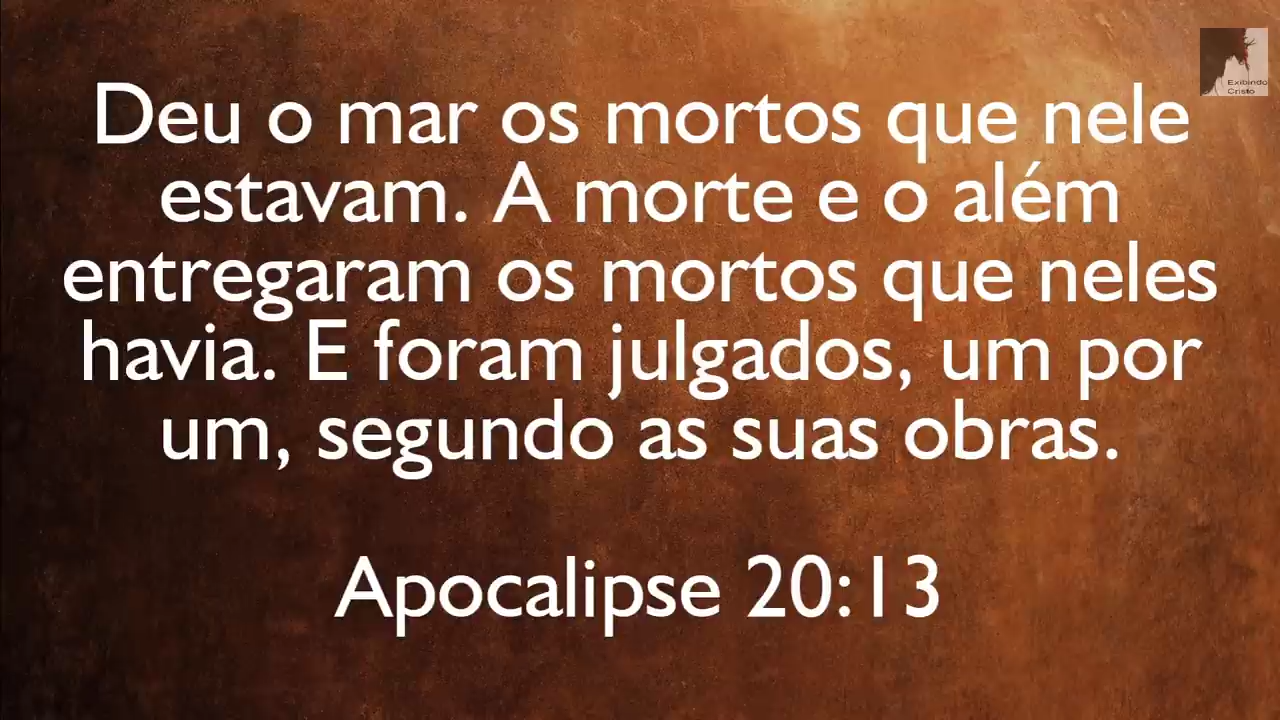 Exibindo
Cristo
Deu o mar os mortos que nele
estavam. A morte e o além
entregaram os mortos que neles
havia. E foram julgados, um por
um, segundo as suas obras.
Apocalipse 20:13